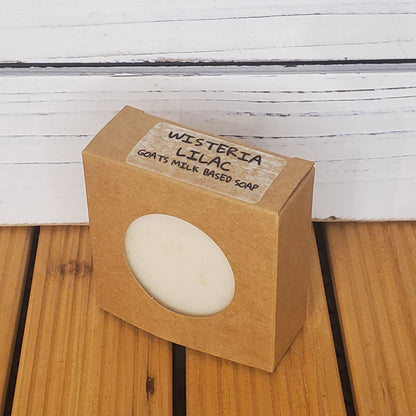 WISTERIA
LILAC
GOATS MILK BASED SOAP